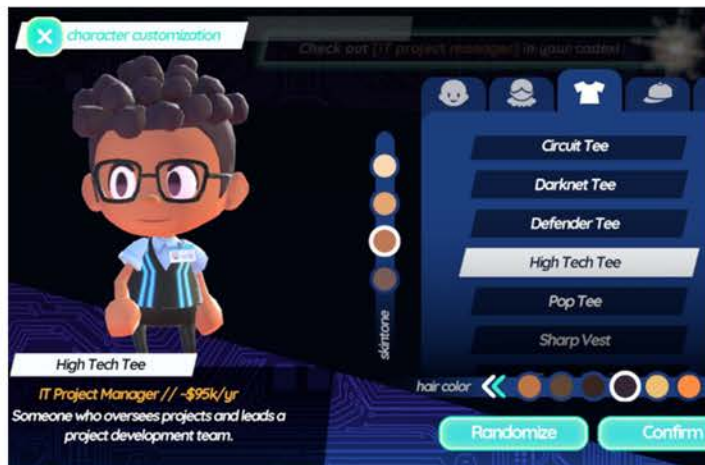 character customization
Check out [IT project manager] in your codex!
Circuit Tee
Darknet Tee
Defender Tee
High Tech Tee
Pop Tee
Sharp Vest
skintone
High Tech Tee
IT Project Manager // ~$95k/yr
Someone who oversees projects and leads a
project development team.
hair color
Randomize
Confirm